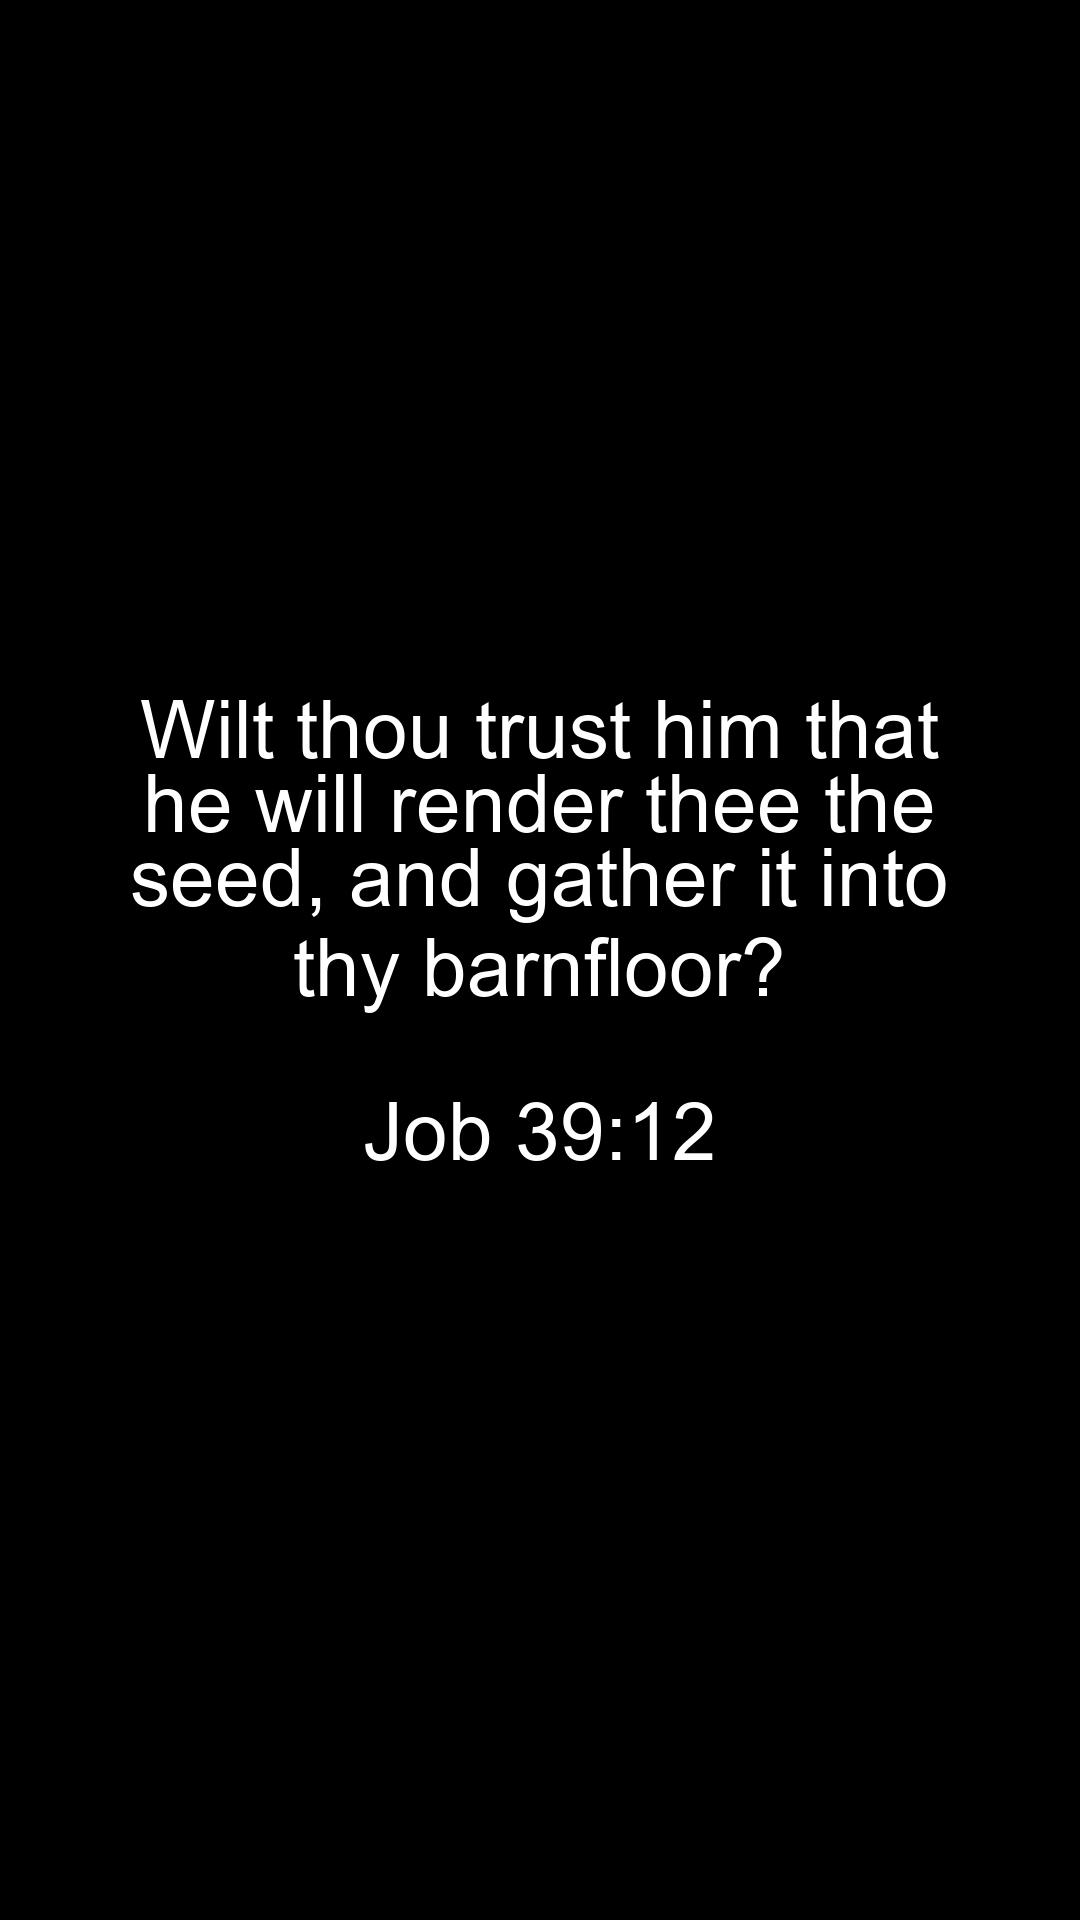 Wilt thou trust him that
he will render thee the
seed, and gather it into
thy barnfloor?
Job 39:12